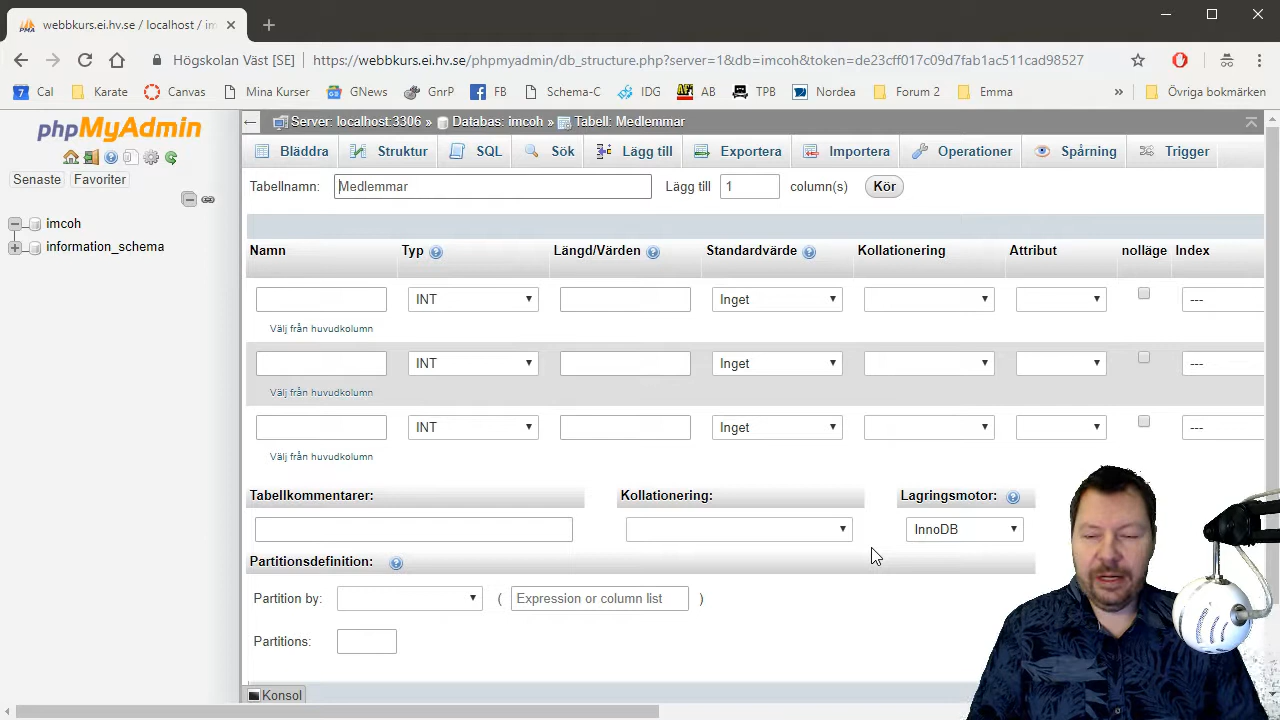 webbkurs.ei.hv.se / localhost / im
Högskolan Väst [SE] https://webbkurs.ei.hv.se/phpmyadmin/db_structure.php?server=1&db=imcoh&token=de23cff017c09d7fab1ac511cad98527
7 Cal Karate Canvas Mina Kurser GNews GnrP FB Schema-C IDG AF! AB TPB Nordea Forum 2 Emma » Övriga bokmärken
phpMyAdmin
Senaste Favoriter
imcoh
information_schema
Server: localhost:3306 » Databas: imcoh » Tabell: Medlemmar
Bläddra Struktur SQL Sök Lägg till Exportera Importera Operationer Spårning Trigger
Tabellnamn: Medlemmar Lägg till 1 column(s) Kör
Namn Typ Längd/Värden Standardvärde Kollationering Attribut nolläge Index
INT Inget ---
Välj från huvudkolumn
INT Inget ---
Välj från huvudkolumn
INT Inget ---
Välj från huvudkolumn
Tabellkommentarer: Kollationering: Lagringsmotor:
InnoDB
Partitionsdefinition:
Partition by: ( Expression or column list )
Partitions:
Konsol